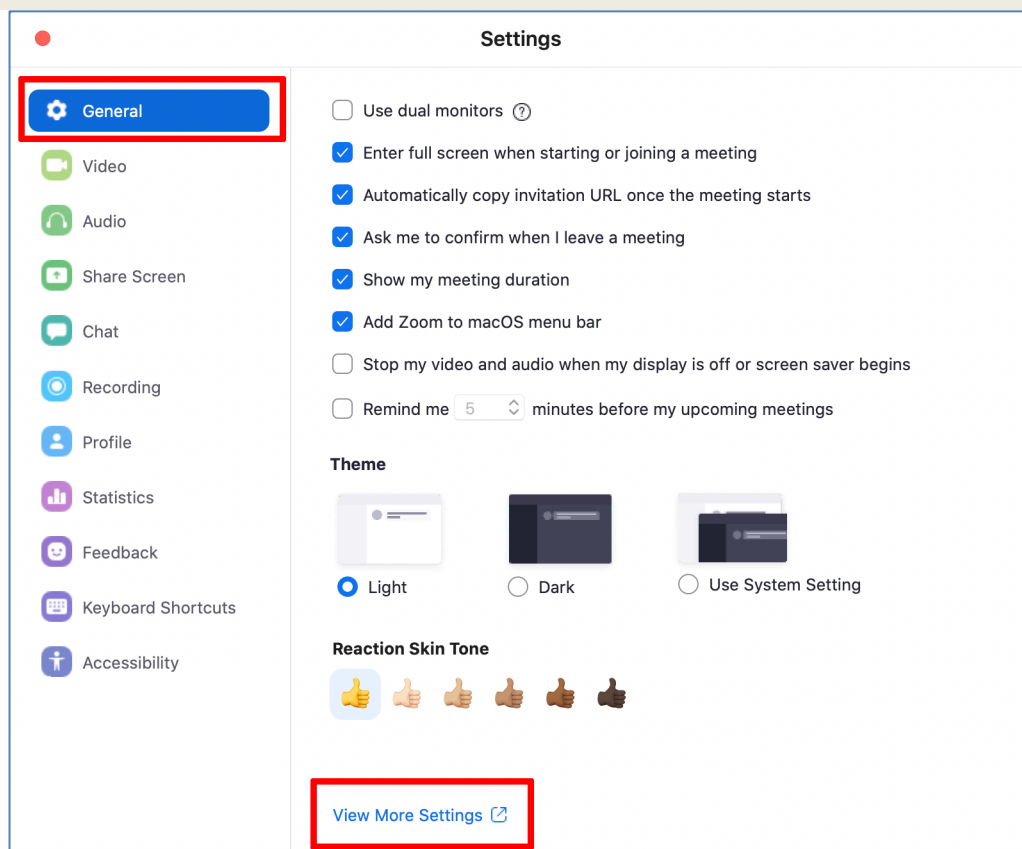 Settings
General
Video
Audio
Share Screen
Chat
Recording
Profile
Statistics
Feedback
Keyboard Shortcuts
Accessibility
Use dual monitors ?
Enter full screen when starting or joining a meeting
Automatically copy invitation URL once the meeting starts
Ask me to confirm when I leave a meeting
Show my meeting duration
Add Zoom to macOS menu bar
Stop my video and audio when my display is off or screen saver begins
Remind me 5 minutes before my upcoming meetings
Theme
Light
Dark
Use System Setting
Reaction Skin Tone
View More Settings